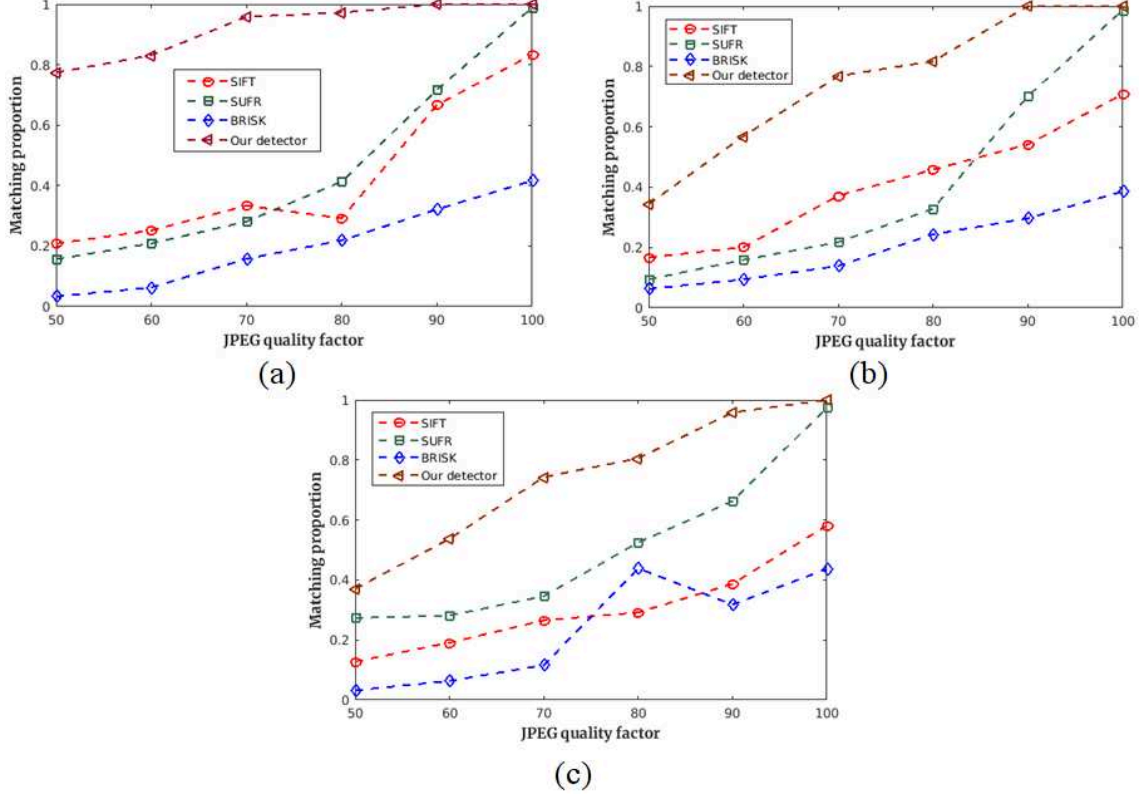 Matching proportion
1
0.8
0.6
0.4
0.2
0
SIFT
SUFR
BRISK
Our detector
50
60
70
80
90
100
JPEG quality factor
(a)
Matching proportion
1
0.8
0.6
0.4
0.2
0
SIFT
SUFR
BRISK
Our detector
50
60
70
80
90
100
JPEG quality factor
(b)
Matching proportion
1
0.8
0.6
0.4
0.2
0
SIFT
SUFR
BRISK
Our detector
50
60
70
80
90
100
JPEG quality factor
(c)